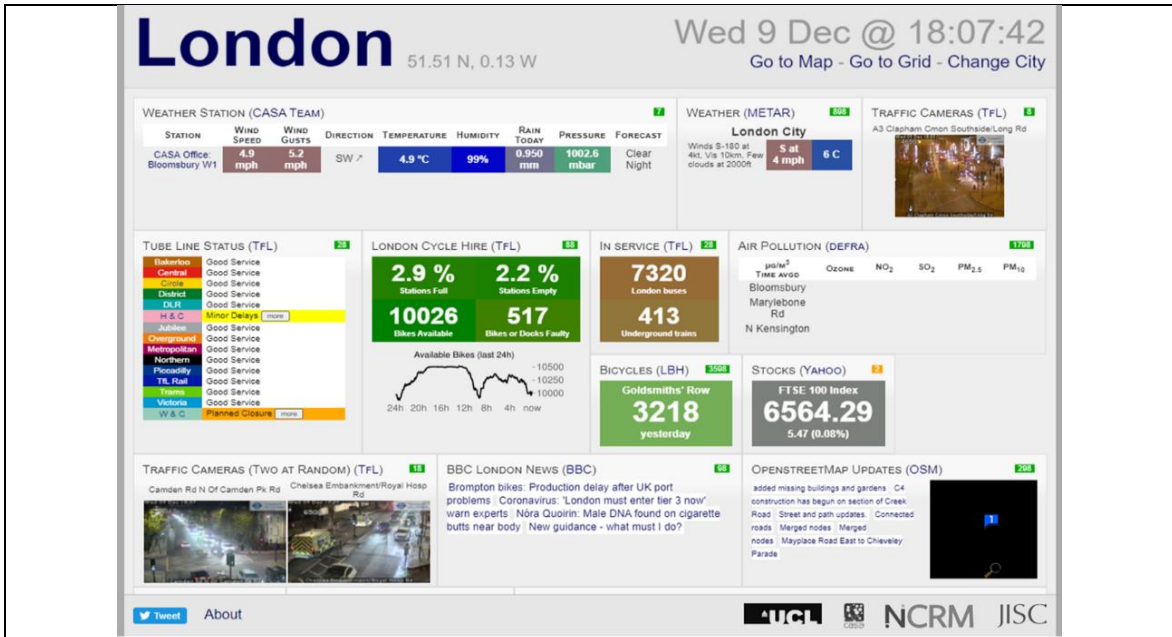 London 51.51 N, 0.13 W
Wed 9 Dec @ 18:07:42
Go to Map - Go to Grid - Change City
WEATHER STATION (CASA TEAM) 7
STATION WIND SPEED WIND GUSTS DIRECTION TEMPERATURE HUMIDITY RAIN TODAY PRESSURE FORECAST
CASA Office: Bloomsbury W1 4.9 mph 5.2 mph SW ↗ 4.9 °C 99% 0.950 mm 1002.6 mbar Clear Night
WEATHER (METAR) 898
London City
Winds S-180 at
4kt, Vis 10km, Few
clouds at 2000ft
S at 4 mph
6 C
TRAFFIC CAMERAS (TFL) 8
A3 Clapham Cmon Southside/Long Rd
TUBE LINE STATUS (TFL) 28
Bakerloo Good Service
Central Good Service
Circle Good Service
District Good Service
DLR Good Service
H & C Minor Delays more
Jubilee Good Service
Overground Good Service
Metropolitan Good Service
Northern Good Service
Piccadilly Good Service
TfL Rail Good Service
Trams Good Service
Victoria Good Service
W & C Planned Closure more
LONDON CYCLE HIRE (TFL) 88
2.9 % 2.2 %
Stations Full Stations Empty
10026 517
Bikes Available Bikes or Docks Faulty
Available Bikes (last 24h)
10500
10250
10000
24h 20h 16h 12h 8h 4h now
IN SERVICE (TFL) 28
7320
London buses
413
Underground trains
AIR POLLUTION (DEFRA) 1798
µg/m³ TIME AVGD OZONE NO₂ SO₂ PM₂.₅ PM₁₀
Bloomsbury
Marylebone
Rd
N Kensington
BICYCLES (LBH) 3598
Goldsmiths' Row
3218
yesterday
STOCKS (YAHOO) 2
FTSE 100 Index
6564.29
5.47 (0.08%)
TRAFFIC CAMERAS (TWO AT RANDOM) (TFL) 18
Camden Rd N Of Camden Pk Rd
Chelsea Embankment/Royal Hosp
Rd
BBC LONDON NEWS (BBC) 98
Brompton bikes: Production delay after UK port
problems Coronavirus: 'London must enter tier 3 now'
warn experts Nóra Quoirin: Male DNA found on cigarette
butts near body New guidance - what must I do?
OPENSTREETMAP UPDATES (OSM) 298
added missing buildings and gardens C4
construction has begun on section of Creek
Road Street and path updates. Connected
roads Merged nodes Merged
nodes Mayplace Road East to Chieveley
Parade
1
Tweet About
UCL casa NCRM JISC